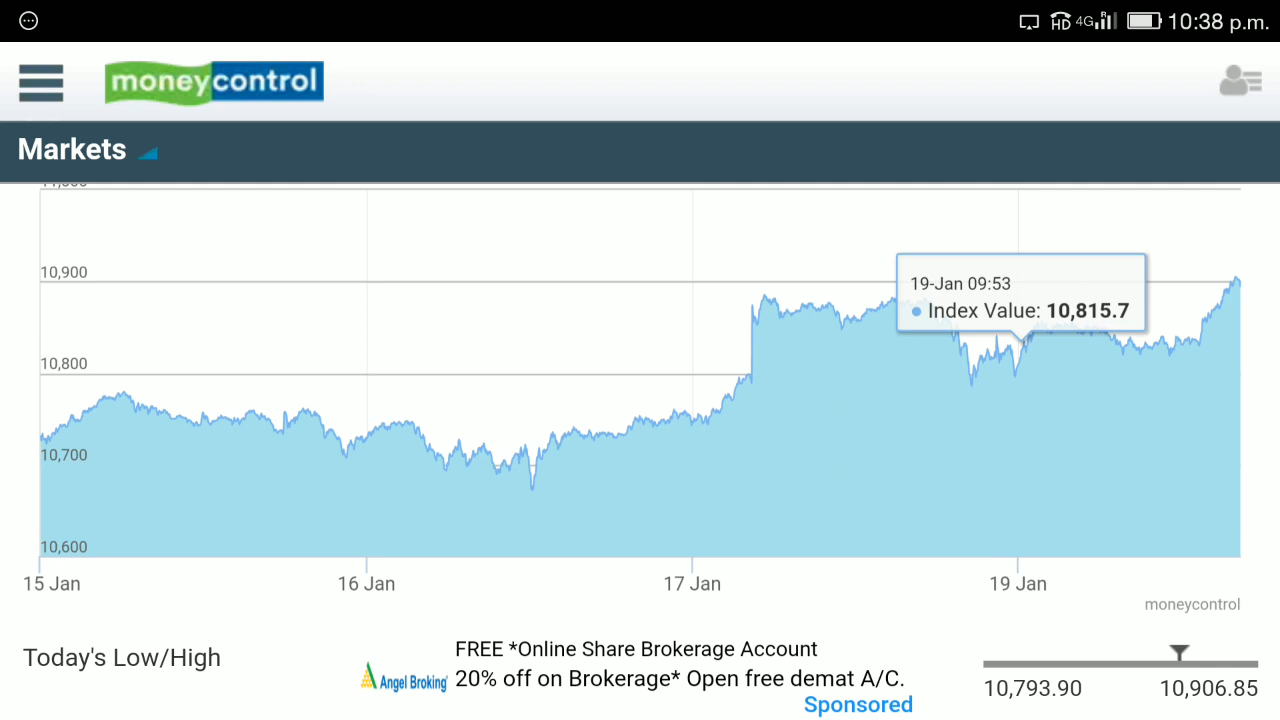 HD 4G R 10:38 p.m.
moneycontrol
Markets
10,900
19-Jan 09:53
Index Value: 10,815.7
10,800
10,700
10,600
15 Jan 16 Jan 17 Jan 19 Jan
moneycontrol
Today's Low/High
FREE *Online Share Brokerage Account
Angel Broking 20% off on Brokerage* Open free demat A/C.
Sponsored
10,793.90 10,906.85